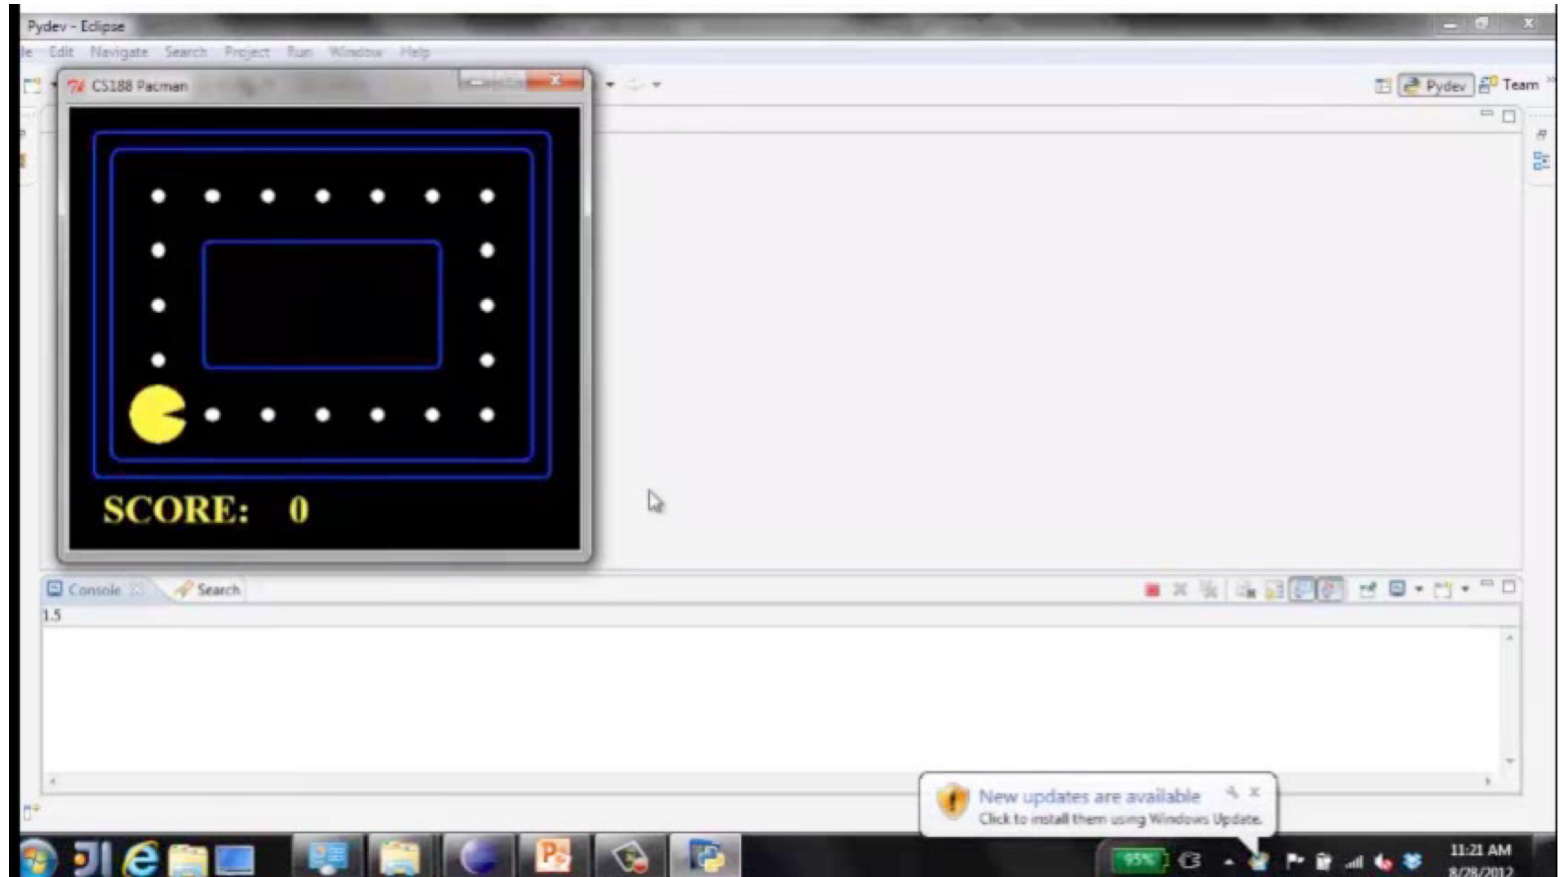 Pydev - Eclipse
le Edit Navigate Search Project Run Window Help
CS188 Pacman
Pydev
Team
SCORE: 0
Console
Search
1.5
New updates are available
Click to install them using Windows Update.
95%
11:21 AM
8/28/2012